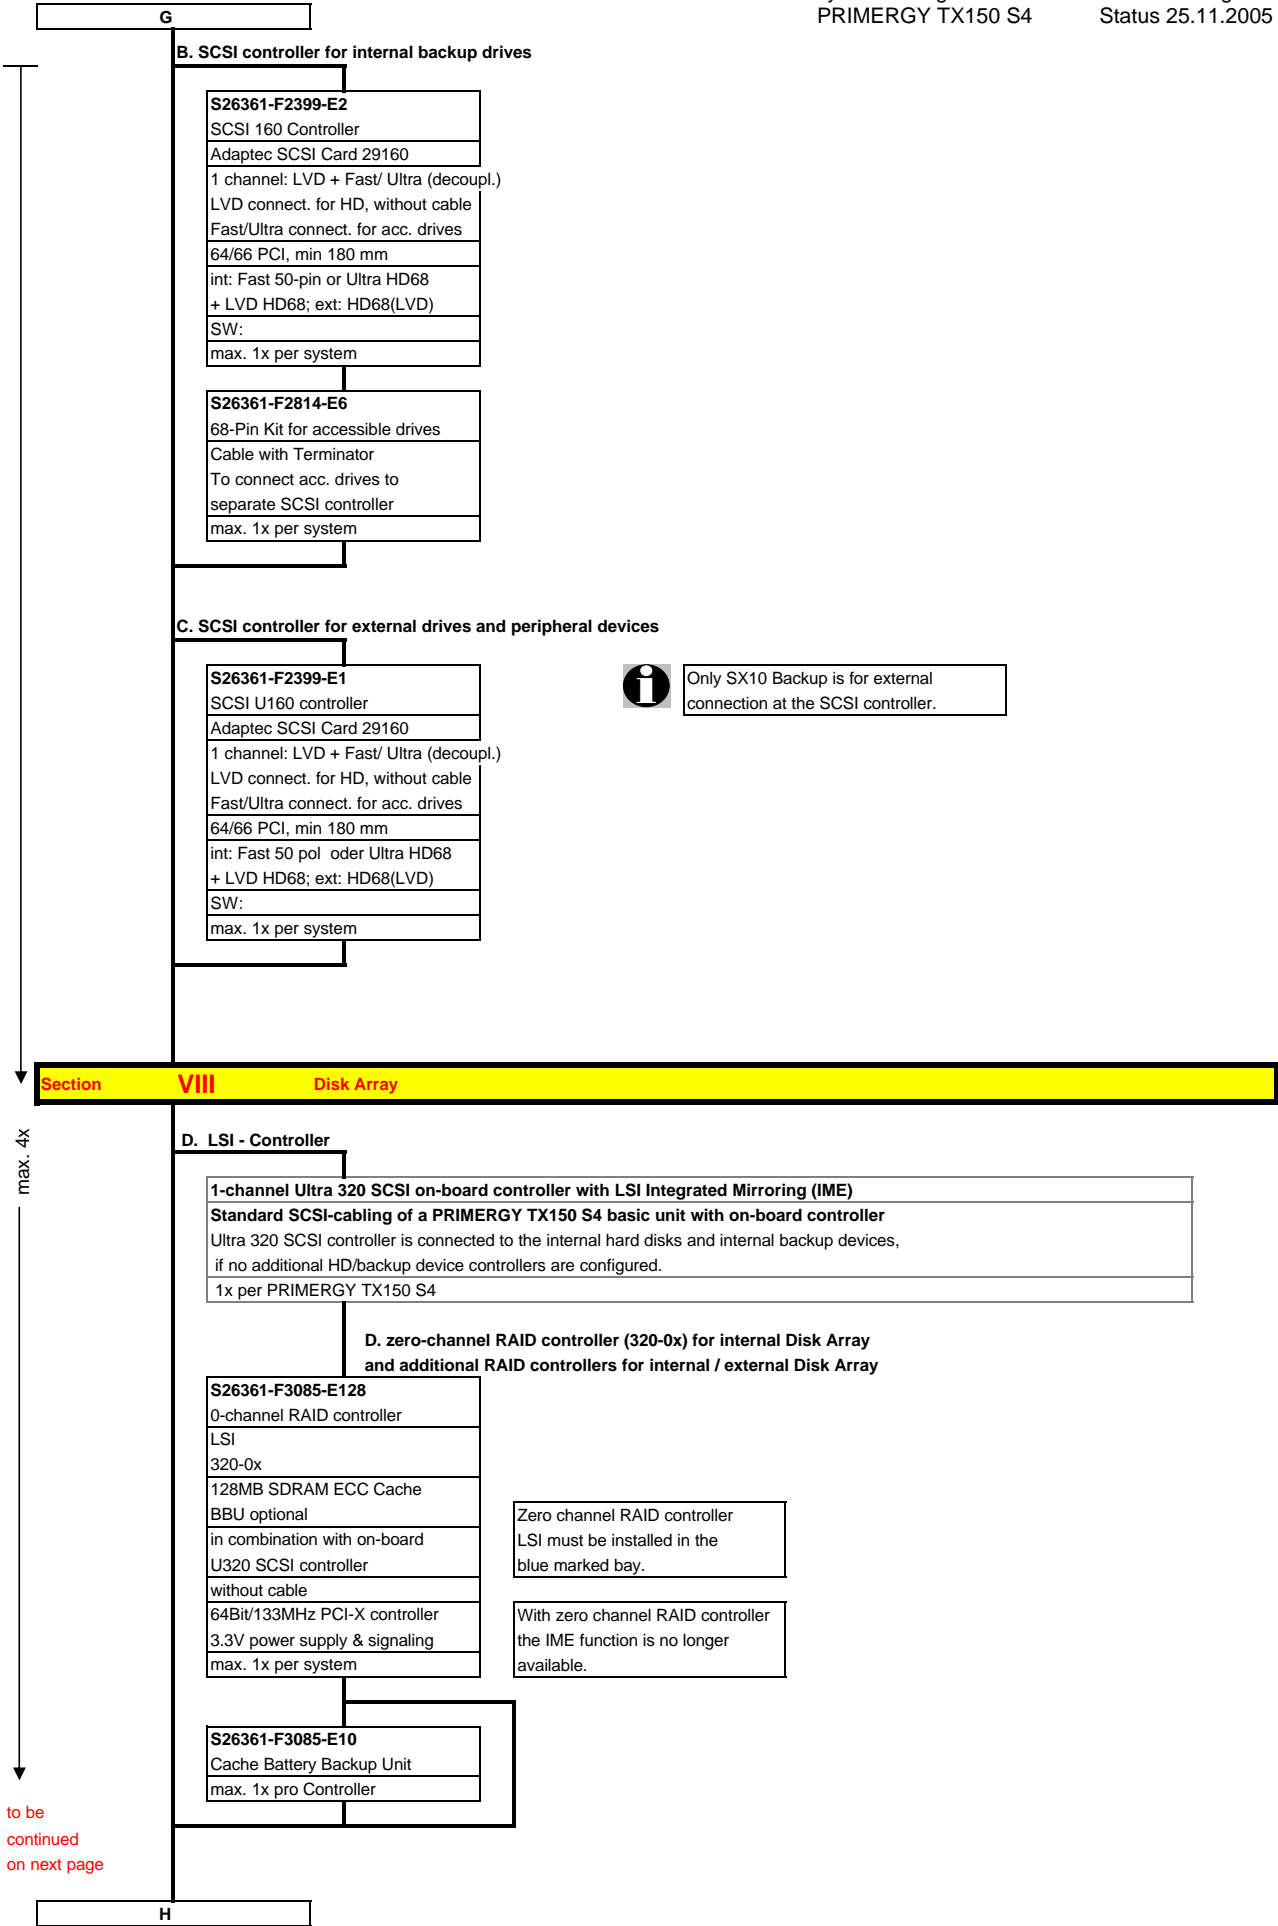 G
PRIMERGY TX150 S4 Status 25.11.2005
B. SCSI controller for internal backup drives
S26361-F2399-E2
SCSI 160 Controller
Adaptec SCSI Card 29160
1 channel: LVD + Fast/ Ultra (decoupl.)
LVD connect. for HD, without cable
Fast/Ultra connect. for acc. drives
64/66 PCI, min 180 mm
int: Fast 50-pin or Ultra HD68
+ LVD HD68; ext: HD68(LVD)
SW:
max. 1x per system
S26361-F2814-E6
68-Pin Kit for accessible drives
Cable with Terminator
To connect acc. drives to
separate SCSI controller
max. 1x per system
C. SCSI controller for external drives and peripheral devices
S26361-F2399-E1
SCSI U160 controller
Adaptec SCSI Card 29160
1 channel: LVD + Fast/ Ultra (decoupl.)
LVD connect. for HD, without cable
Fast/Ultra connect. for acc. drives
64/66 PCI, min 180 mm
int: Fast 50 pol oder Ultra HD68
+ LVD HD68; ext: HD68(LVD)
SW:
max. 1x per system
Only SX10 Backup is for external
connection at the SCSI controller.
Section VIII Disk Array
max. 4x
D. LSI - Controller
1-channel Ultra 320 SCSI on-board controller with LSI Integrated Mirroring (IME)
Standard SCSI-cabling of a PRIMERGY TX150 S4 basic unit with on-board controller
Ultra 320 SCSI controller is connected to the internal hard disks and internal backup devices,
if no additional HD/backup device controllers are configured.
1x per PRIMERGY TX150 S4
D. zero-channel RAID controller (320-0x) for internal Disk Array
and additional RAID controllers for internal / external Disk Array
S26361-F3085-E128
0-channel RAID controller
LSI
320-0x
128MB SDRAM ECC Cache
BBU optional
in combination with on-board
U320 SCSI controller
without cable
64Bit/133MHz PCI-X controller
3.3V power supply & signaling
max. 1x per system
Zero channel RAID controller
LSI must be installed in the
blue marked bay.
With zero channel RAID controller
the IME function is no longer
available.
S26361-F3085-E10
Cache Battery Backup Unit
max. 1x pro Controller
to be
continued
on next page
H